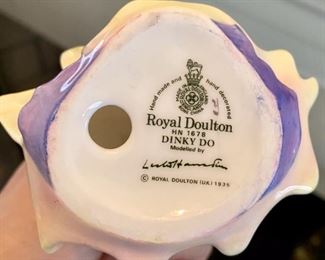 Hand made and hand decorated
Royal Doulton
HN 1678
DINKY DO
Modelled by
© ROYAL DOULTON (UK) 1935